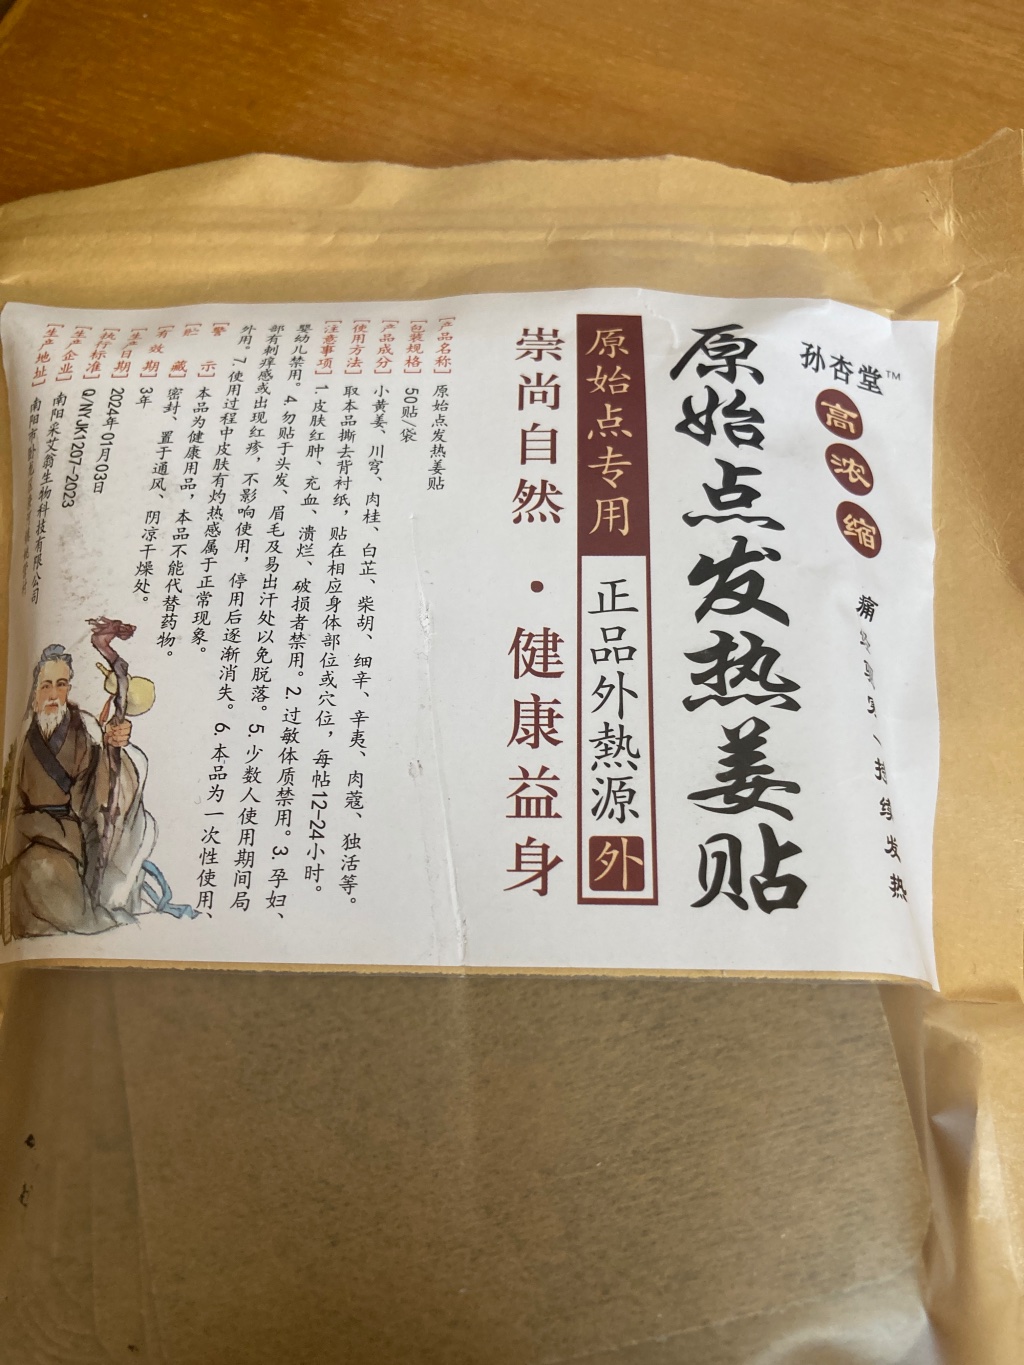 孙杏堂™
高浓缩
原始点发热姜贴
原始点专用
正品外熱源 外
崇尚自然·健康益身
[产品名称] 原始点发热姜贴
[包装规格] 50贴/袋
[产品成分] 小黄姜、川穹、肉桂、白芷、柴胡、细辛、辛夷、肉蔻、独活等。
[使用方法] 取本品撕去背衬纸，贴在相应身体部位或穴位，每帖12-24小时。
[注意事项] 1. 皮肤红肿、充血、溃烂、破损者禁用。2. 过敏体质禁用。3. 孕妇、
婴幼儿禁用。4. 勿贴于头发、眉毛及易出汗处以免脱落。5. 少数人使用期间局
部有刺痒感或出现红疹，不影响使用，停用后逐渐消失。6. 本品为一次性使用、
外用。7. 使用过程中皮肤有灼热感属于正常现象。
[警示] 本品为健康用品，本品不能代替药物。
[贮藏] 密封、置于通风、阴凉干燥处。
[有效期] 3年
[生产日期] 2024年01月03日
[执行标准] Q/NYJK1207-2023
[生产企业] 南阳采艾翁生物科技有限公司
[生产地址] 南阳市
持续发热